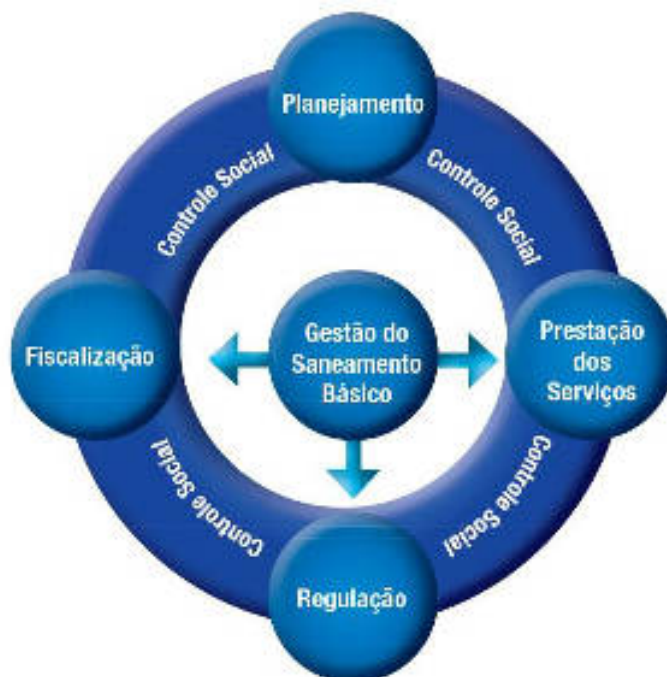 Planejamento
Controle Social
Controle Social
Fiscalização
Gestão do
Saneamento
Básico
Prestação
dos
Serviços
Controle Social
Controle Social
Regulação